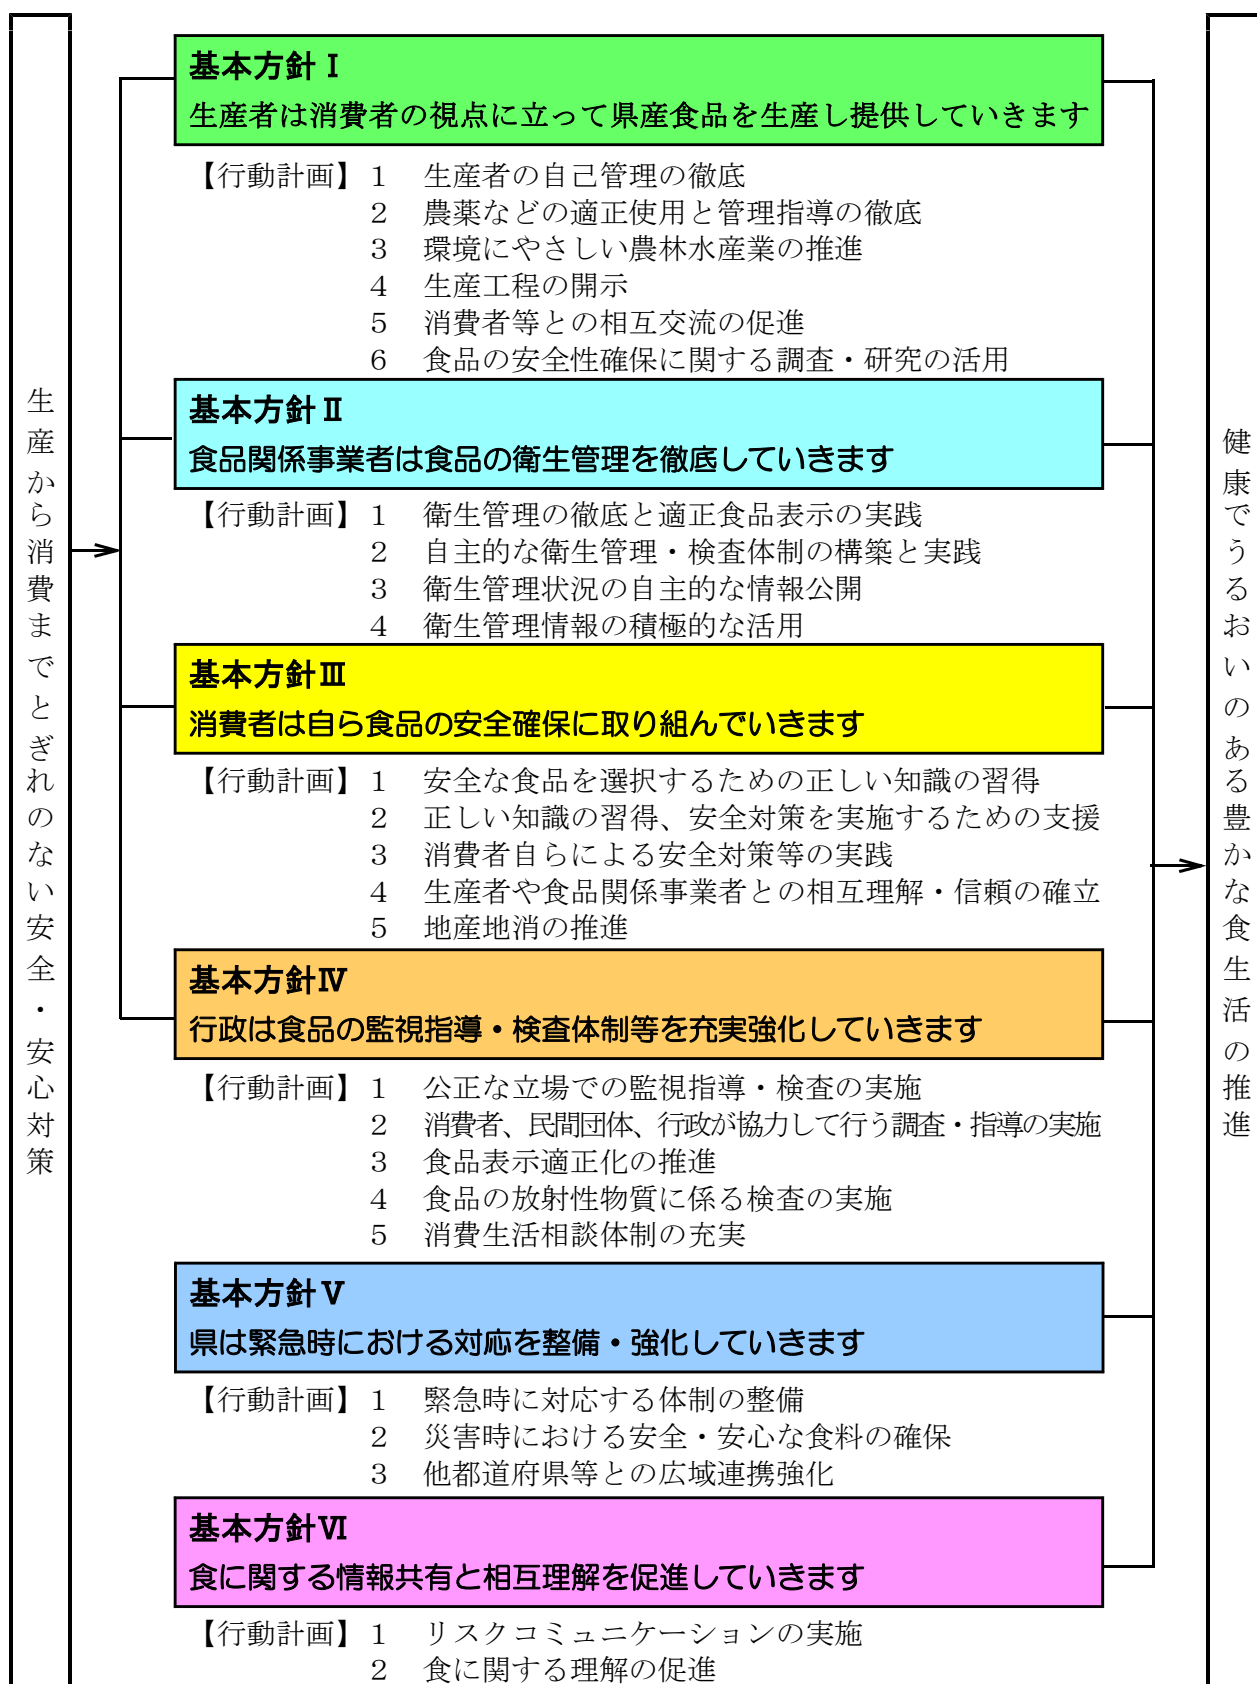 生産から消費までとぎれのない安全・安心対策
基本方針Ⅰ
生産者は消費者の視点に立って県産食品を生産し提供していきます
【行動計画】１　生産者の自己管理の徹底
２　農薬などの適正使用と管理指導の徹底
３　環境にやさしい農林水産業の推進
４　生産工程の開示
５　消費者等との相互交流の促進
６　食品の安全性確保に関する調査・研究の活用
基本方針Ⅱ
食品関係事業者は食品の衛生管理を徹底していきます
【行動計画】１　衛生管理の徹底と適正食品表示の実践
２　自主的な衛生管理・検査体制の構築と実践
３　衛生管理状況の自主的な情報公開
４　衛生管理情報の積極的な活用
基本方針Ⅲ
消費者は自ら食品の安全確保に取り組んでいきます
【行動計画】１　安全な食品を選択するための正しい知識の習得
２　正しい知識の習得、安全対策を実施するための支援
３　消費者自らによる安全対策等の実践
４　生産者や食品関係事業者との相互理解・信頼の確立
５　地産地消の推進
基本方針Ⅳ
行政は食品の監視指導・検査体制等を充実強化していきます
【行動計画】１　公正な立場での監視指導・検査の実施
２　消費者、民間団体、行政が協力して行う調査・指導の実施
３　食品表示適正化の推進
４　食品の放射性物質に係る検査の実施
５　消費生活相談体制の充実
基本方針Ⅴ
県は緊急時における対応を整備・強化していきます
【行動計画】１　緊急時に対応する体制の整備
２　災害時における安全・安心な食料の確保
３　他都道府県等との広域連携強化
基本方針Ⅵ
食に関する情報共有と相互理解を促進していきます
【行動計画】１　リスクコミュニケーションの実施
２　食に関する理解の促進
健康でうるおいのある豊かな食生活の推進